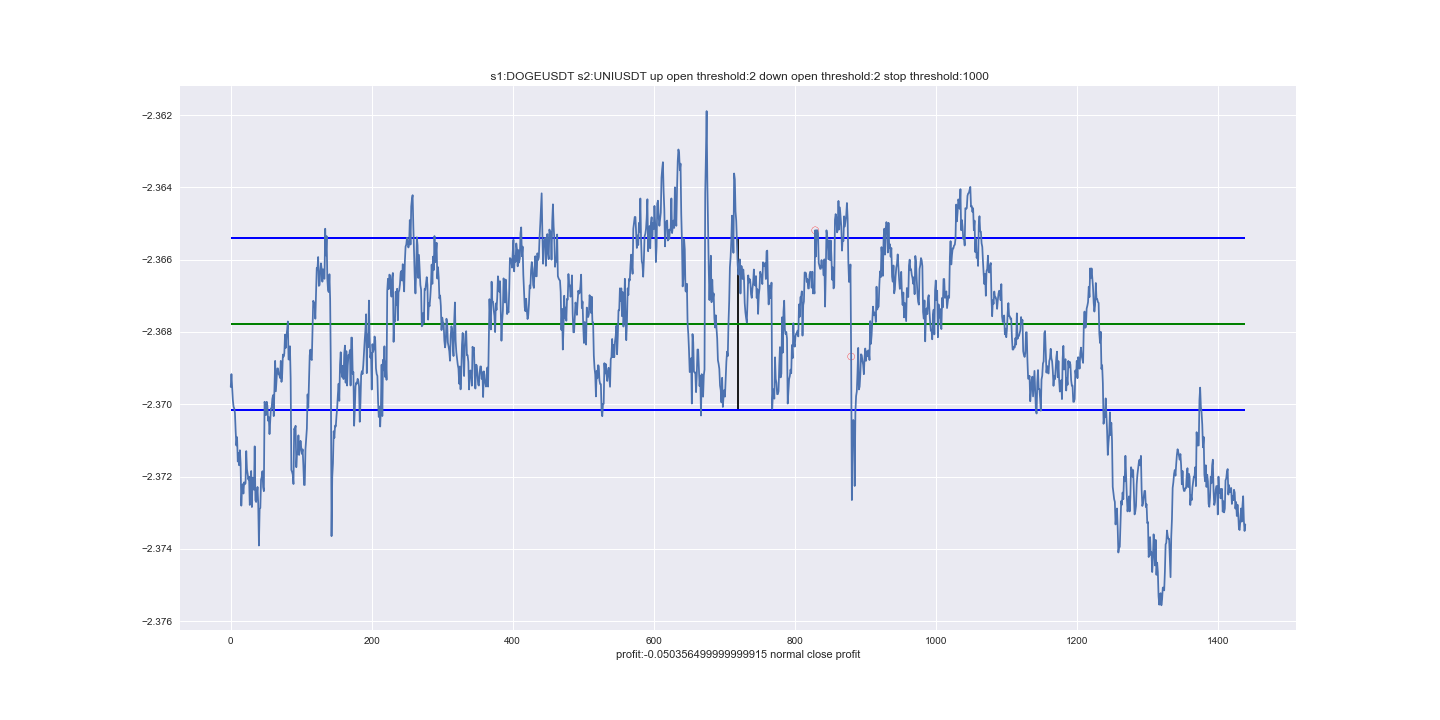 s1:DOGEUSDT s2:UNIUSDT up open threshold:2 down open threshold:2 stop threshold:1000
−2.362
−2.364
−2.366
−2.368
−2.370
−2.372
−2.374
−2.376
0 200 400 600 800 1000 1200 1400
profit:-0.050356499999999915 normal close profit